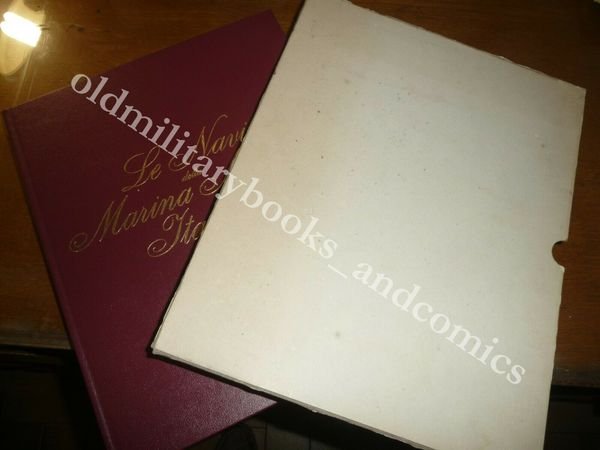 Le Navi
Marina
Ita
oldmilitarybooks_andcomics